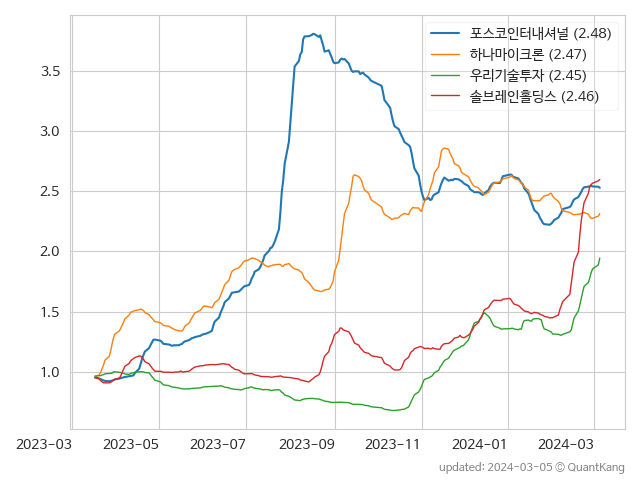 포스코인터내셔널 (2.48)
하나마이크론 (2.47)
우리기술투자 (2.45)
솔브레인홀딩스 (2.46)
3.5
3.0
2.5
2.0
1.5
1.0
2023-03 2023-05 2023-07 2023-09 2023-11 2024-01 2024-03
updated: 2024-03-05 © QuantKang